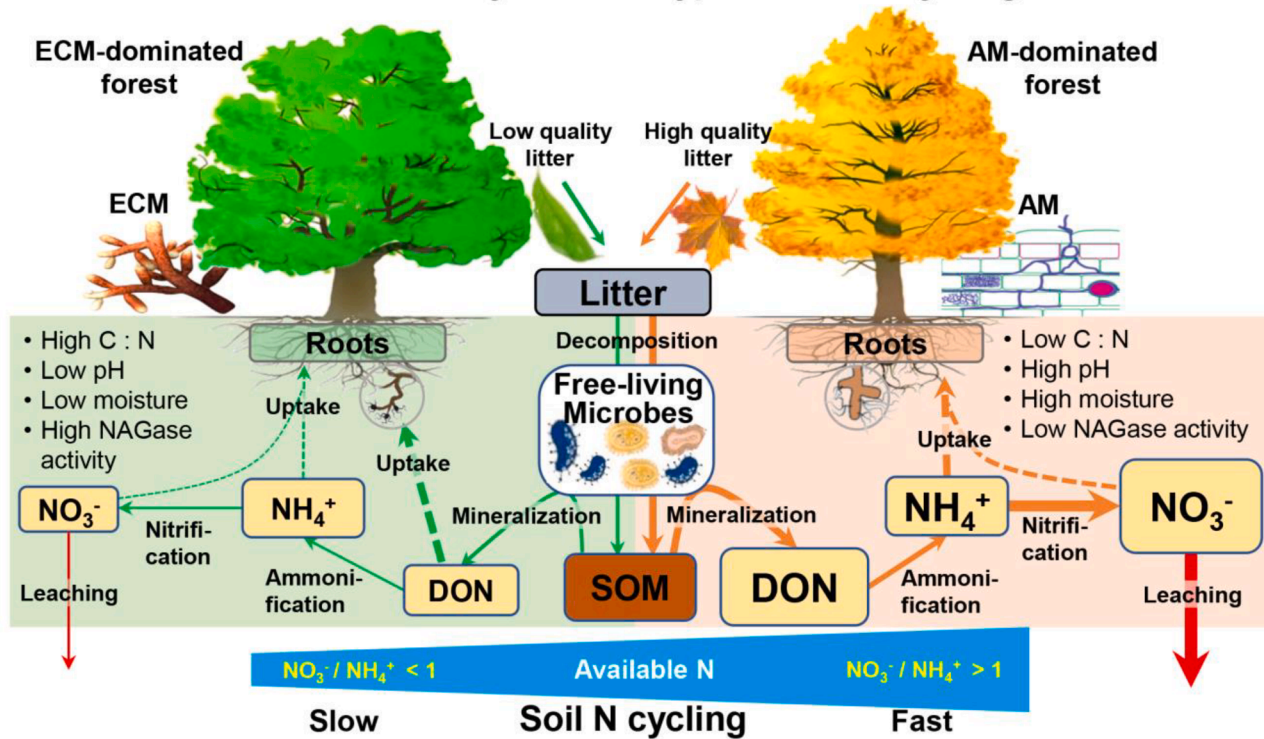 ECM-dominated
forest
AM-dominated
forest
Low quality
litter
High quality
litter
ECM
AM
Litter
Roots
Decomposition
Roots
• High C : N
• Low pH
• Low moisture
• High NAGase
activity
Free-living
Microbes
• Low C : N
• High pH
• High moisture
• Low NAGase activity
Uptake
Uptake
Uptake
NO₃⁻
NH₄⁺
Nitrifi-
cation
Mineralization
Mineralization
NH₄⁺
Nitrifi-
cation
NO₃⁻
Leaching
Ammoni-
fication
DON
SOM
DON
Ammoni-
fication
Leaching
NO₃⁻ / NH₄⁺ < 1
Available N
NO₃⁻ / NH₄⁺ > 1
Slow
Soil N cycling
Fast